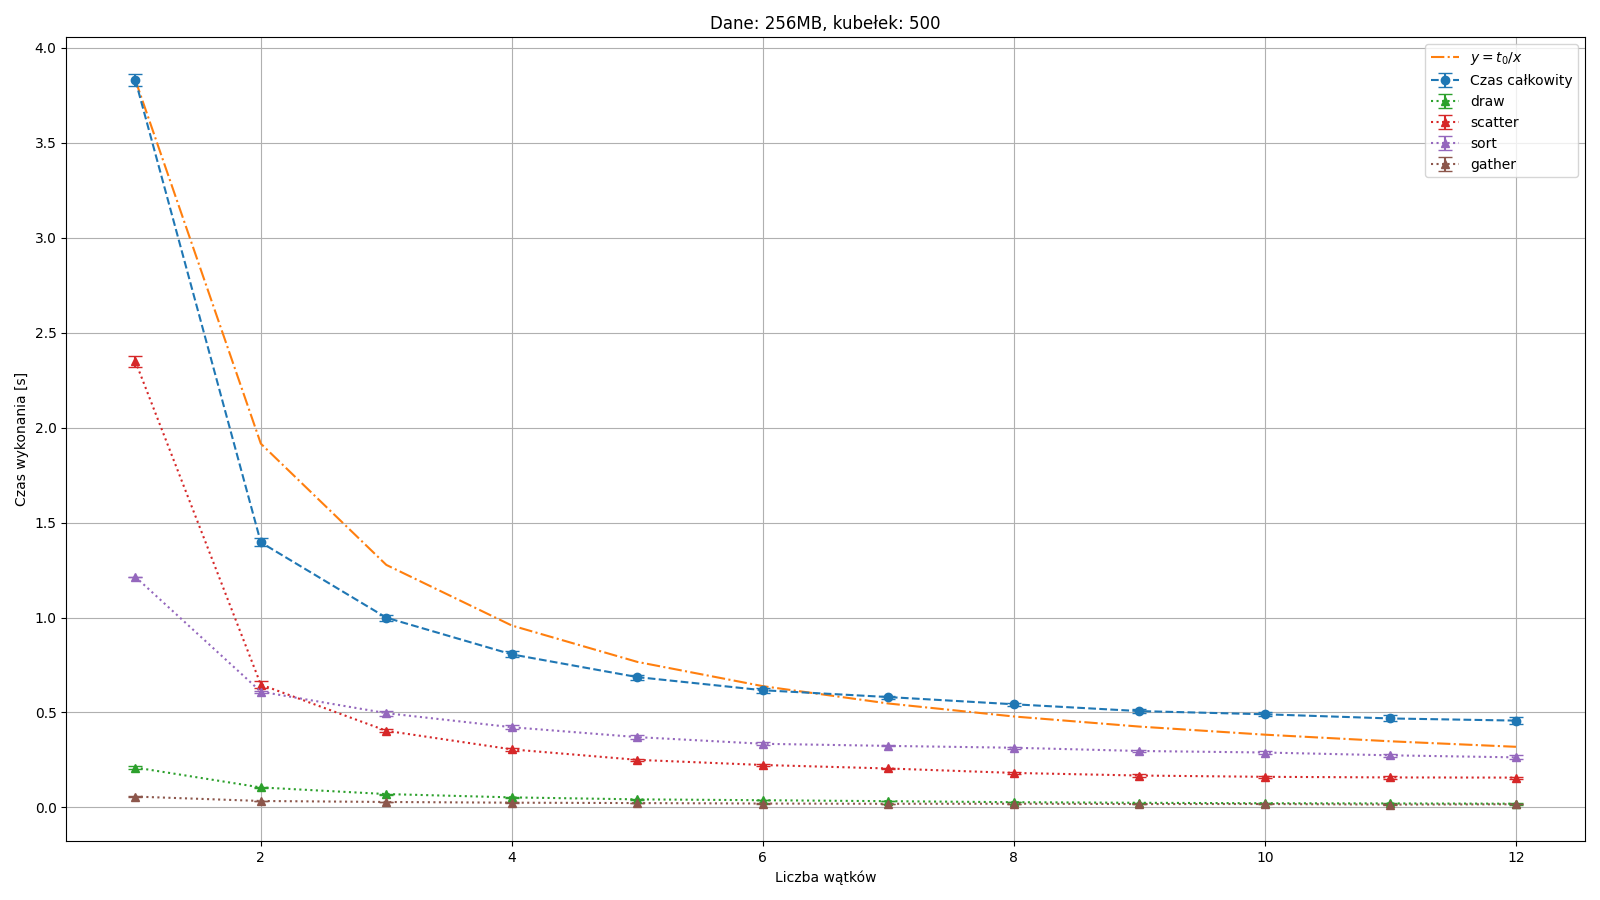 Dane: 256MB, kubełek: 500
y = t₀/x
Czas całkowity
draw
scatter
sort
gather
Czas wykonania [s]
4.0
3.5
3.0
2.5
2.0
1.5
1.0
0.5
0.0
2
4
6
8
10
12
Liczba wątków